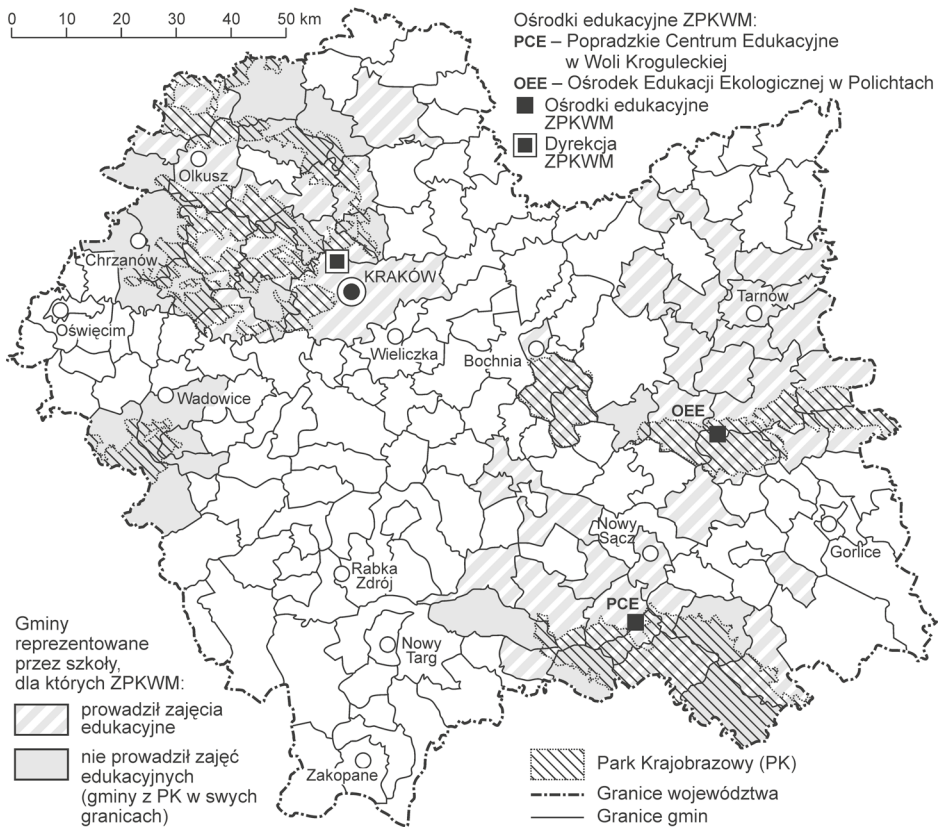 0 10 20 30 40 50 km
Ośrodki edukacyjne ZPKWM:
PCE – Popradzkie Centrum Edukacyjne
w Woli Kroguleckiej
OEE – Ośrodek Edukacji Ekologicznej w Polichtach
Ośrodki edukacyjne
ZPKWM
Dyrekcja
ZPKWM
Olkusz
Chrzanów
KRAKÓW
Tarnów
Oświęcim
Wieliczka
Bochnia
Wadowice
OEE
Nowy
Sącz
Gorlice
Rabka
Zdrój
PCE
Nowy
Targ
Zakopane
Gminy
reprezentowane
przez szkoły,
dla których ZPKWM:
prowadził zajęcia
edukacyjne
nie prowadził zajęć
edukacyjnych
(gminy z PK w swych
granicach)
Park Krajobrazowy (PK)
Granice województwa
Granice gmin